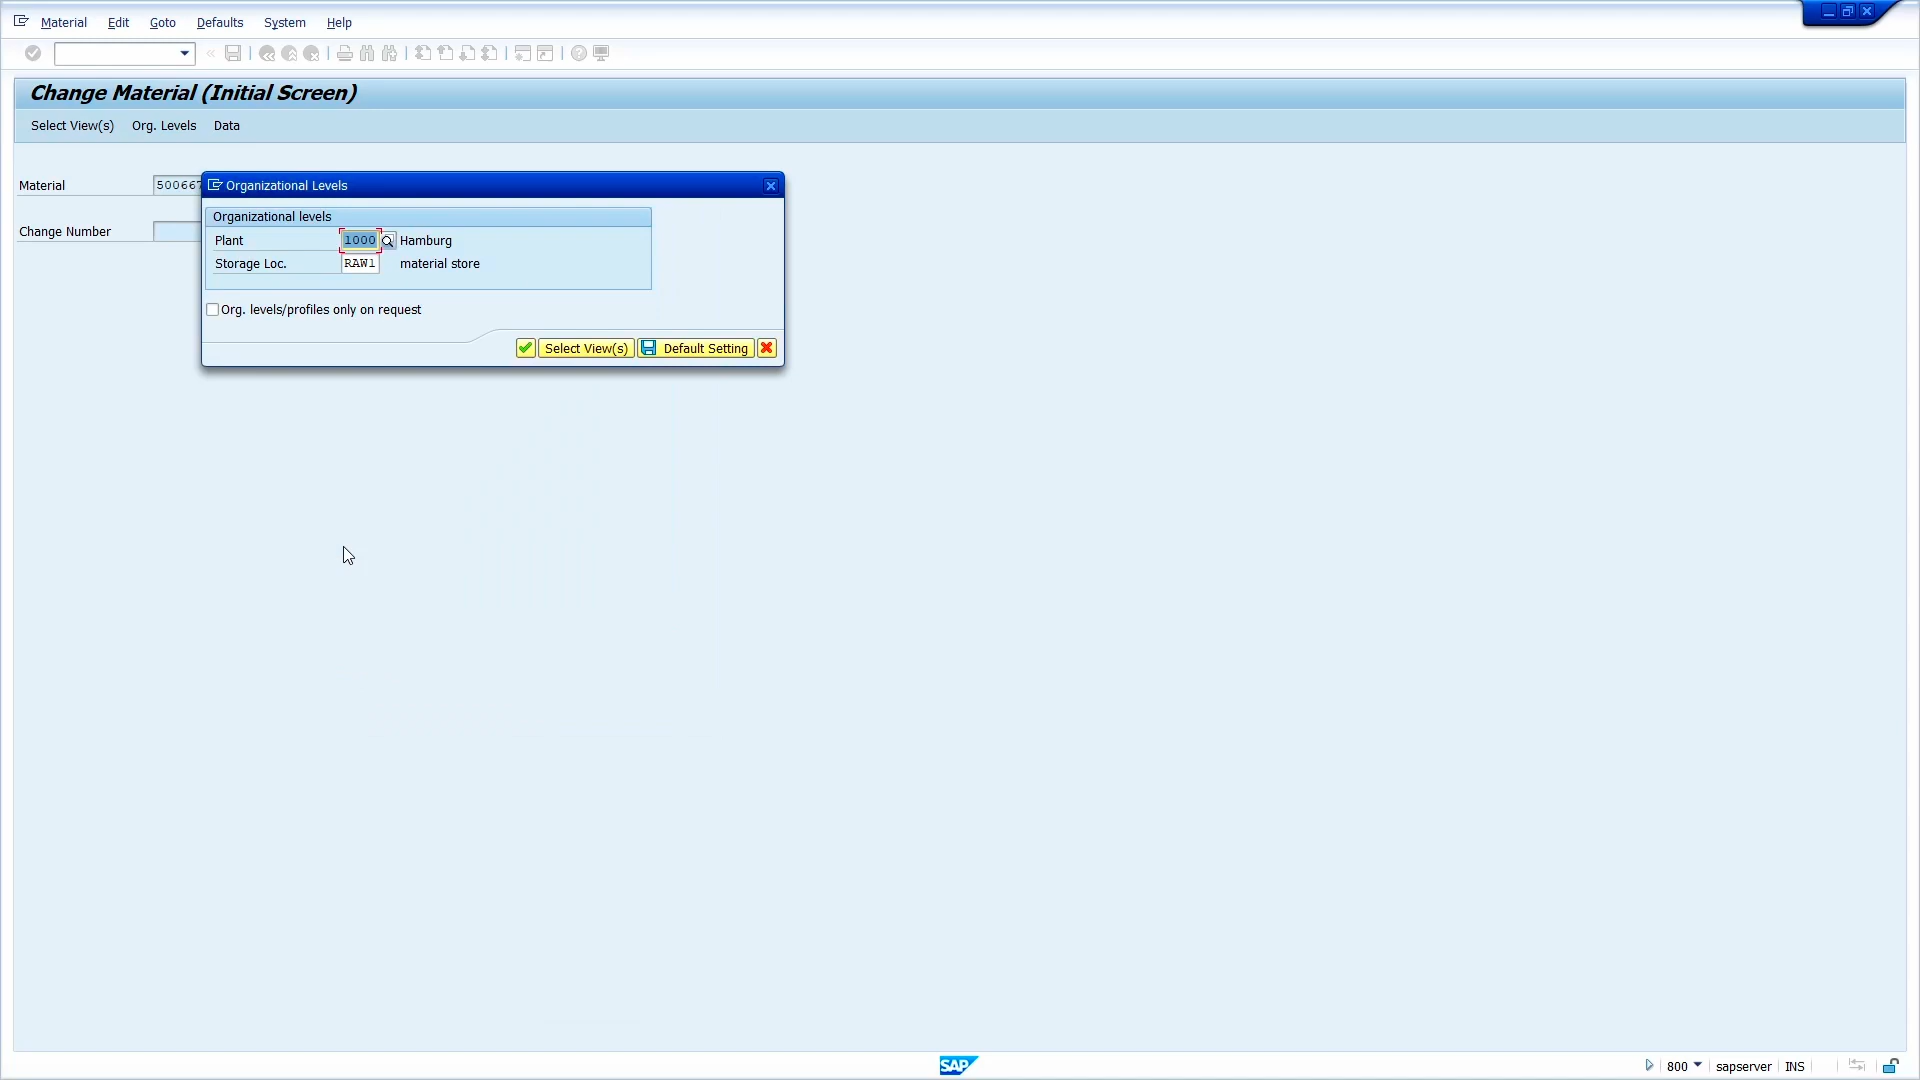 Material Edit Goto Defaults System Help
Change Material (Initial Screen)
Select View(s) Org. Levels Data
Material 50066
Organizational Levels
Organizational levels
Change Number
Plant 1000 Hamburg
Storage Loc. RAW1 material store
Org. levels/profiles only on request
Select View(s) Default Setting
SAP
800 sapserver INS